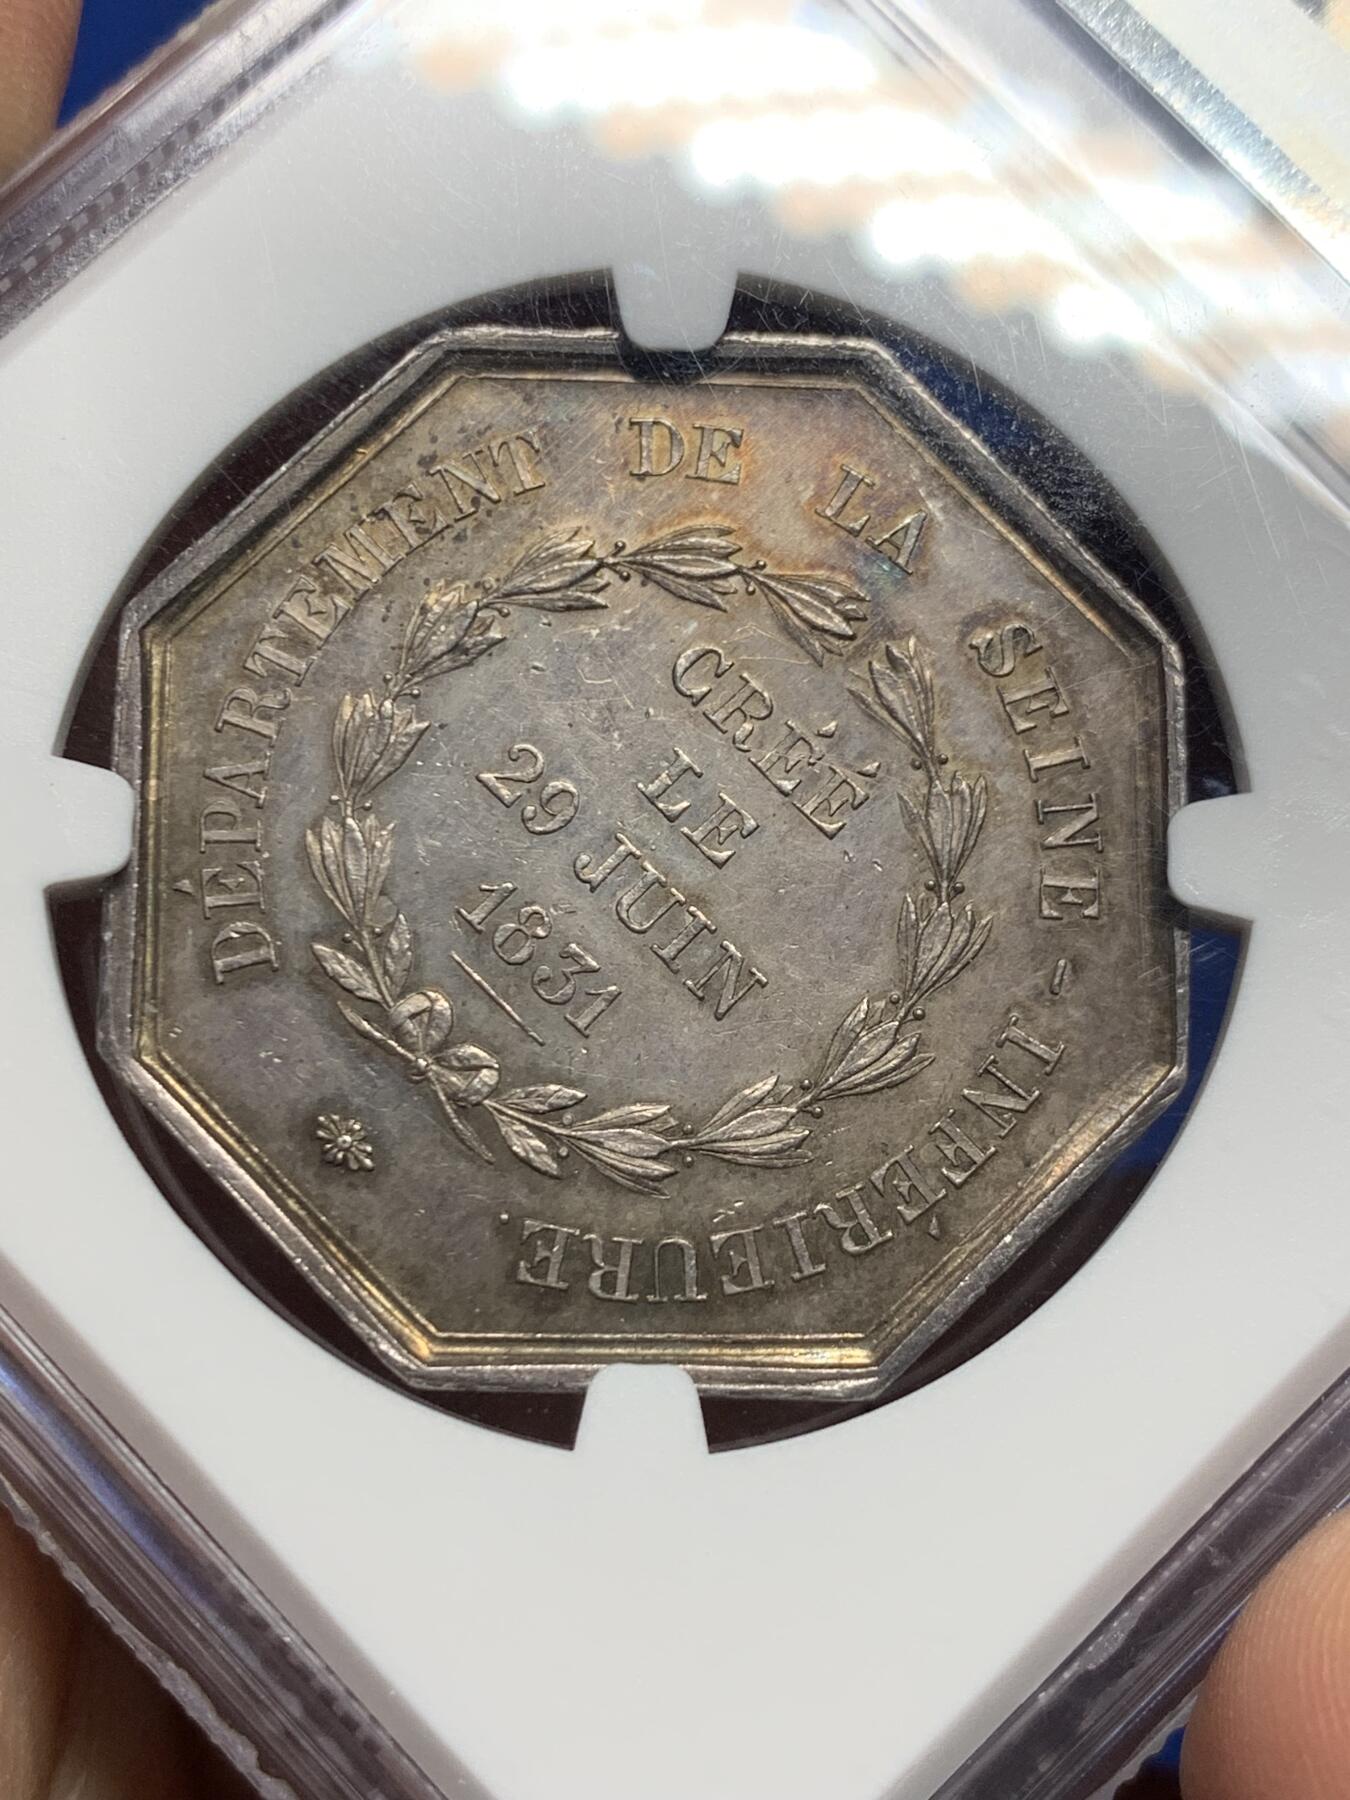 DÉPARTEMENT DE LA SEINE-INFÉRIEURE.
CRÉÉ
LE
29 JUIN
1831